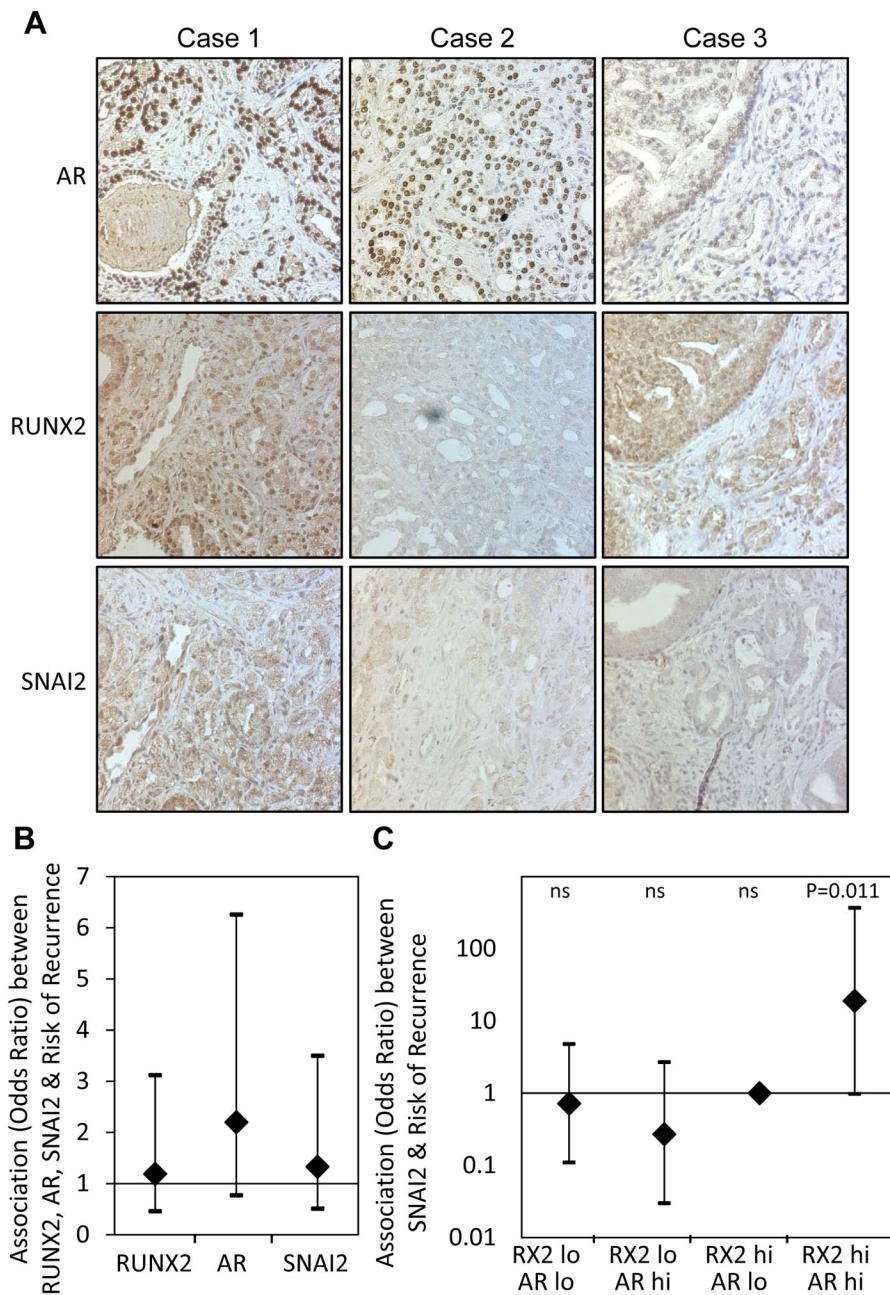 A
Case 1 Case 2 Case 3
AR
RUNX2
SNAI2
B
Association (Odds Ratio) between
RUNX2, AR, SNAI2 & Risk of Recurrence
7
6
5
4
3
2
1
0
RUNX2 AR SNAI2
C
Association (Odds Ratio) between
SNAI2 & Risk of Recurrence
ns ns ns P=0.011
100
10
1
0.1
0.01
RX2 lo RX2 lo RX2 hi RX2 hi
AR lo AR hi AR lo AR hi